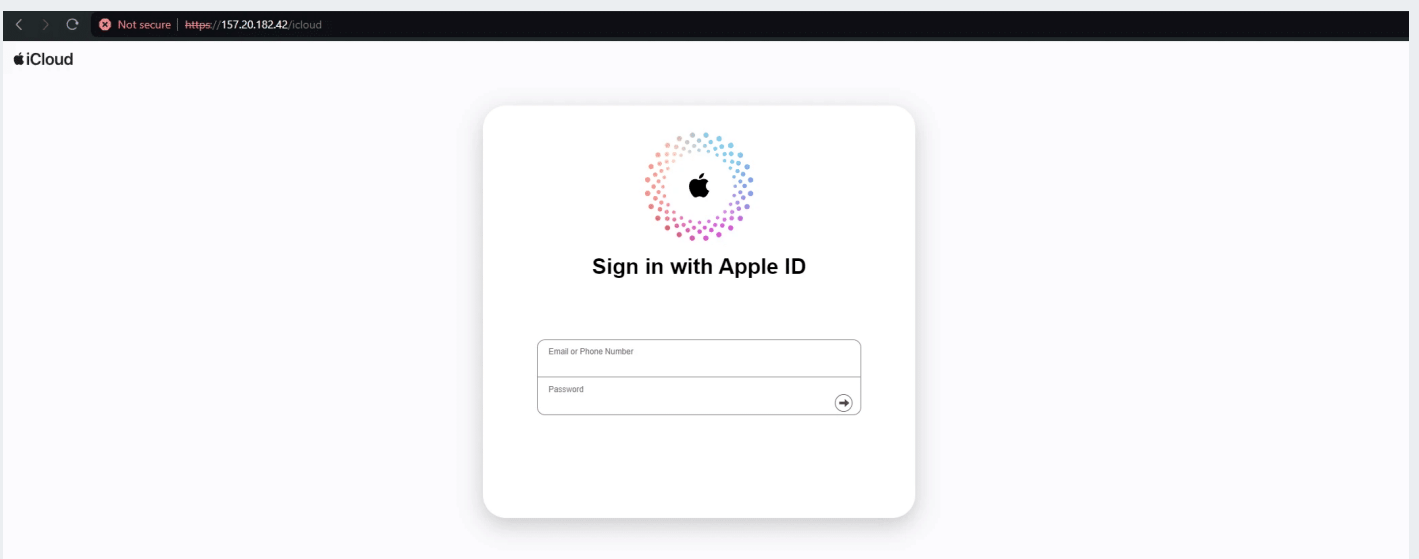 Not secure | https://157.20.182.42/icloud
iCloud
Sign in with Apple ID
Email or Phone Number
Password